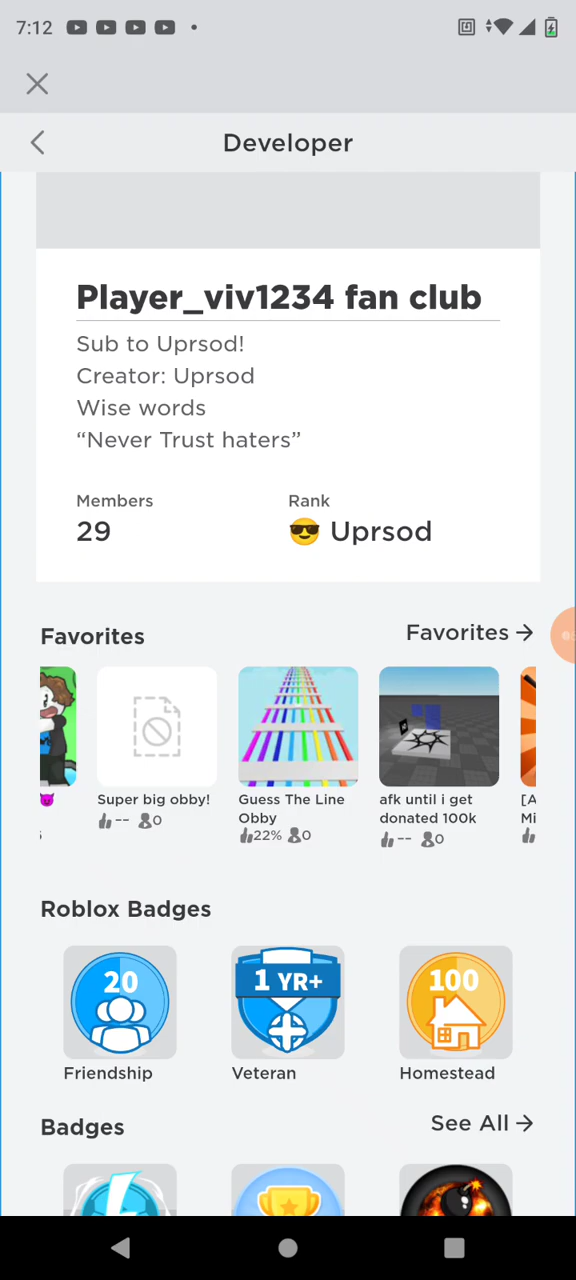 7:12
Developer
Player_viv1234 fan club
Sub to Uprsod!
Creator: Uprsod
Wise words
“Never Trust haters”
Members
Rank
29
😎 Uprsod
Favorites
Favorites →
😈
Super big obby!
-- 0
Guess The Line
Obby
22% 0
afk until i get
donated 100k
-- 0
[A
Mi
Roblox Badges
20
1 YR+
100
Friendship
Veteran
Homestead
Badges
See All →